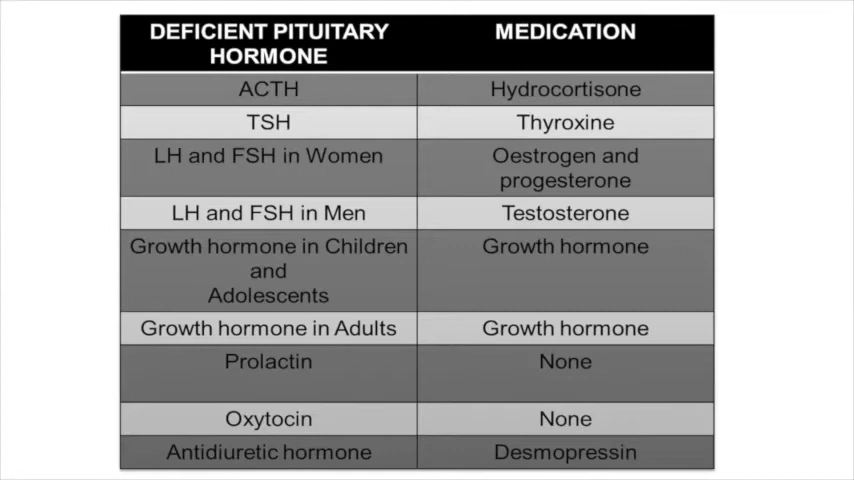 DEFICIENT PITUITARY MEDICATION
HORMONE
ACTH Hydrocortisone
TSH Thyroxine
LH and FSH in Women Oestrogen and
progesterone
LH and FSH in Men Testosterone
Growth hormone in Children Growth hormone
and
Adolescents
Growth hormone in Adults Growth hormone
Prolactin None
Oxytocin None
Antidiuretic hormone Desmopressin